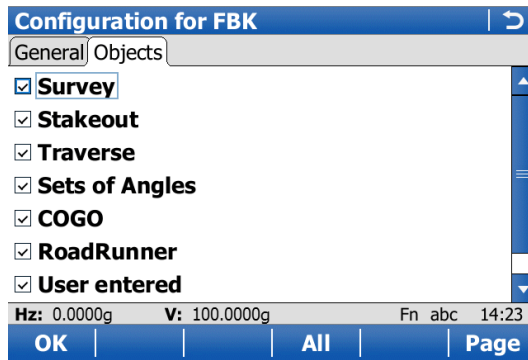 Configuration for FBK
General Objects
Survey
Stakeout
Traverse
Sets of Angles
COGO
RoadRunner
User entered
Hz: 0.0000g V: 100.0000g Fn abc 14:23
OK All Page